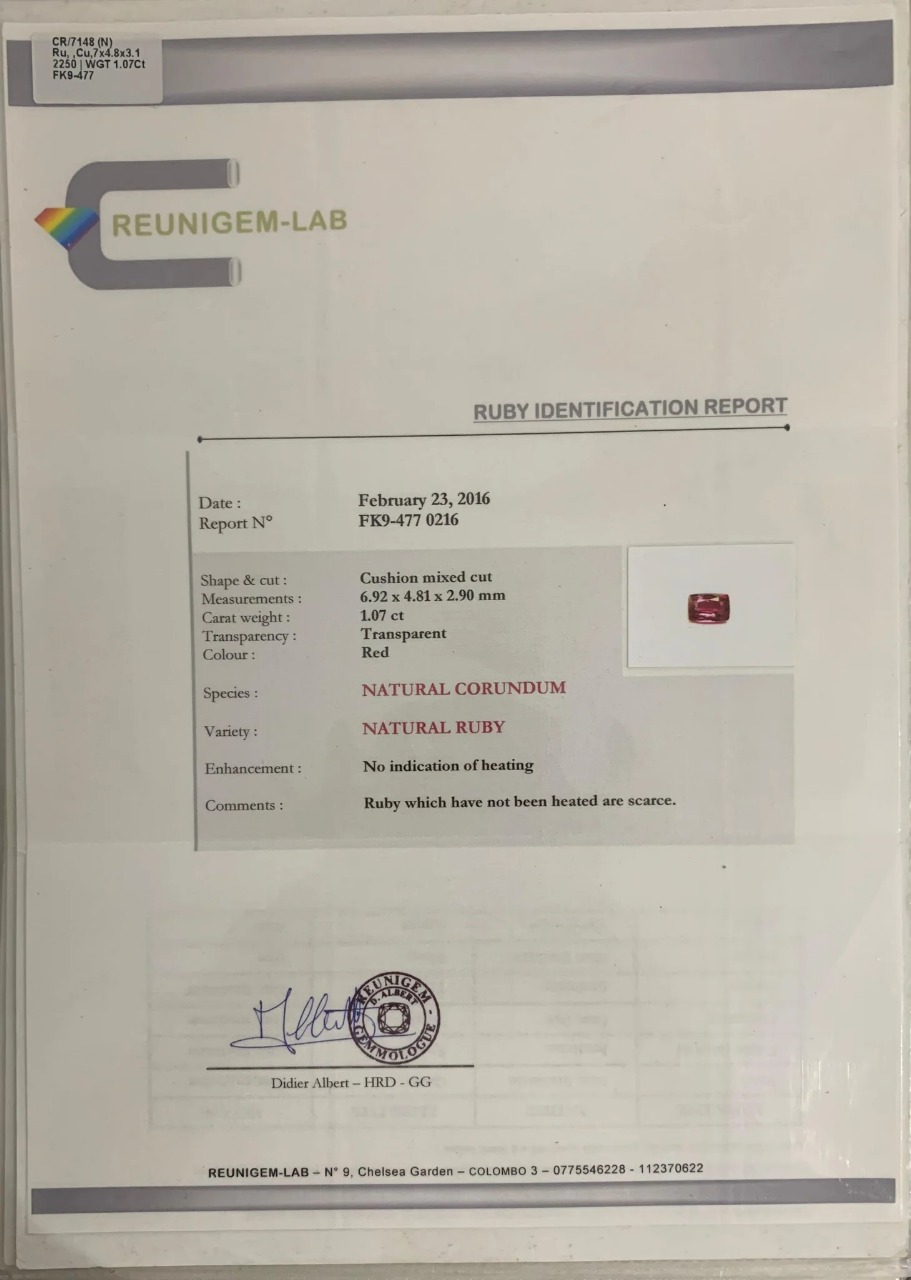 CR/7148 (N)
Ru, ,Cu,7x4.8x3.1
2250 | WGT 1.07Ct
FK9-477
REUNIGEM-LAB
RUBY IDENTIFICATION REPORT
Date : February 23, 2016
Report N° FK9-477 0216
Shape & cut : Cushion mixed cut
Measurements : 6.92 x 4.81 x 2.90 mm
Carat weight : 1.07 ct
Transparency : Transparent
Colour : Red
Species : NATURAL CORUNDUM
Variety : NATURAL RUBY
Enhancement : No indication of heating
Comments : Ruby which have not been heated are scarce.
REUNIGEM -
D. ALBERT
GEMMOLOGUE -
Didier Albert – HRD - GG
REUNIGEM-LAB – N° 9, Chelsea Garden – COLOMBO 3 – 0775546228 - 112370622